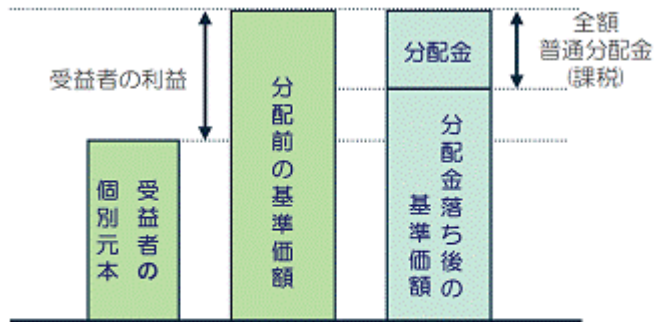 受益者の利益
受益者の
個別元本
分配前の基準価額
分配金
分配金落ち後の
基準価額
全額
普通分配金
(課税)